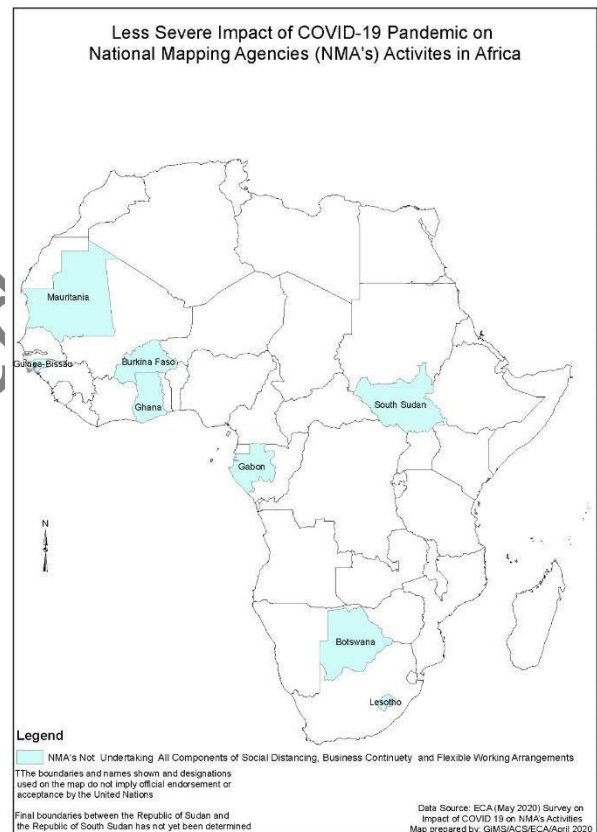 Less Severe Impact of COVID-19 Pandemic on
National Mapping Agencies (NMA's) Activites in Africa
Mauritania
Guinea-Bissau
Burkina Faso
Ghana
South Sudan
Gabon
N
Botswana
Lesotho
Legend
NMA's Not Undertaking All Components of Social Distancing, Business Continuety and Flexible Working Arrangements
TThe boundaries and names shown and designations
used on the map do not imply official endorsement or
acceptance by the United Nations
Final boundaries between the Republic of Sudan and
the Republic of South Sudan has not yet been determined
Data Source: ECA (May 2020) Survey on
Impact of COVID 19 on NMA's Activities
Map prepared by: GiMS/ACS/ECA/April 2020